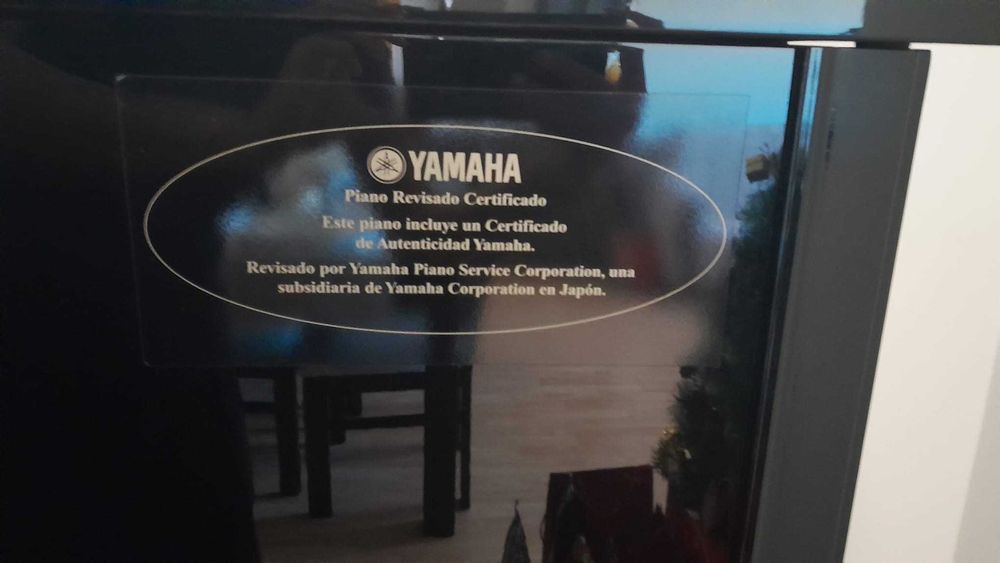 YAMAHA
Piano Revisado Certificado
Este piano incluye un Certificado
de Autenticidad Yamaha.
Revisado por Yamaha Piano Service Corporation, una
subsidiaria de Yamaha Corporation en Japón.